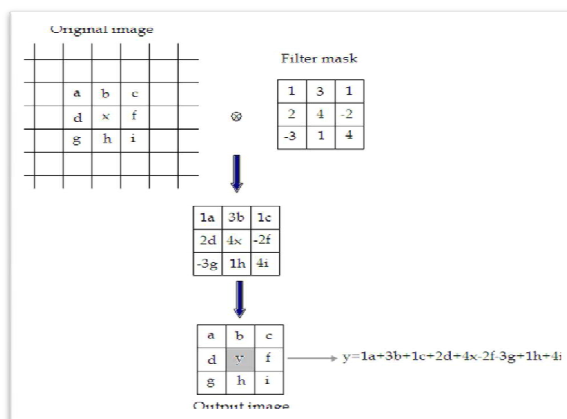 Original image
Filter mask
a b c
d x f
g h i
1 3 1
2 4 -2
-3 1 4
⊗
1a 3b 1c
2d 4x -2f
-3g 1h 4i
a b c
d y f
g h i
y=1a+3b+1c+2d+4x-2f-3g+1h+4i
Output image